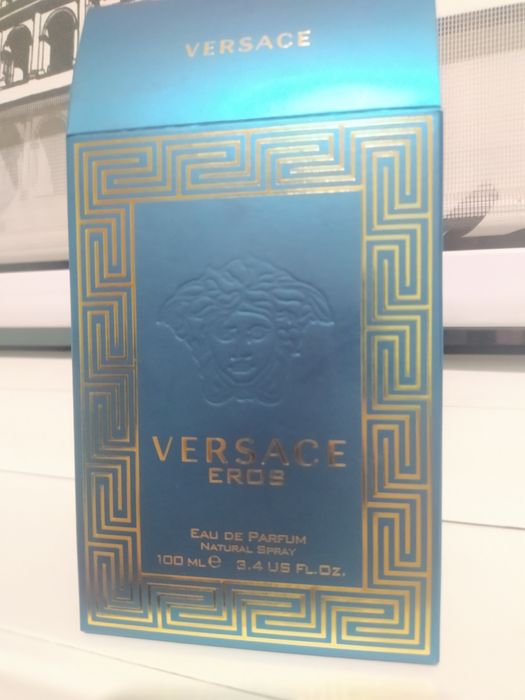 VERSACE
VERSACE
EROS
EAU DE PARFUM
NATURAL SPRAY
100 ML ℮ 3.4 US FL.OZ.